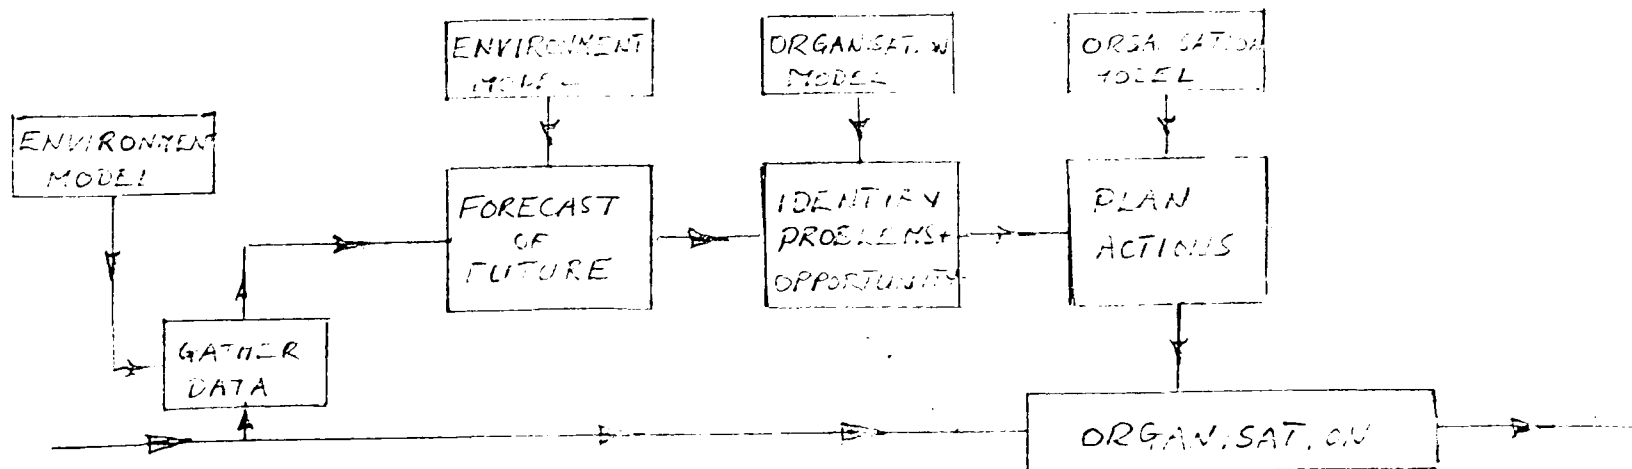 ENVIRONMENT
MODEL
ORGANISATION
MODEL
ORGANISATION
MODEL
ENVIRONMENT
MODEL
FORECAST
OF
FUTURE
IDENTIFY
PROBLEMS+
OPPORTUNITY
PLAN
ACTIONS
GATHER
DATA
ORGANISATION